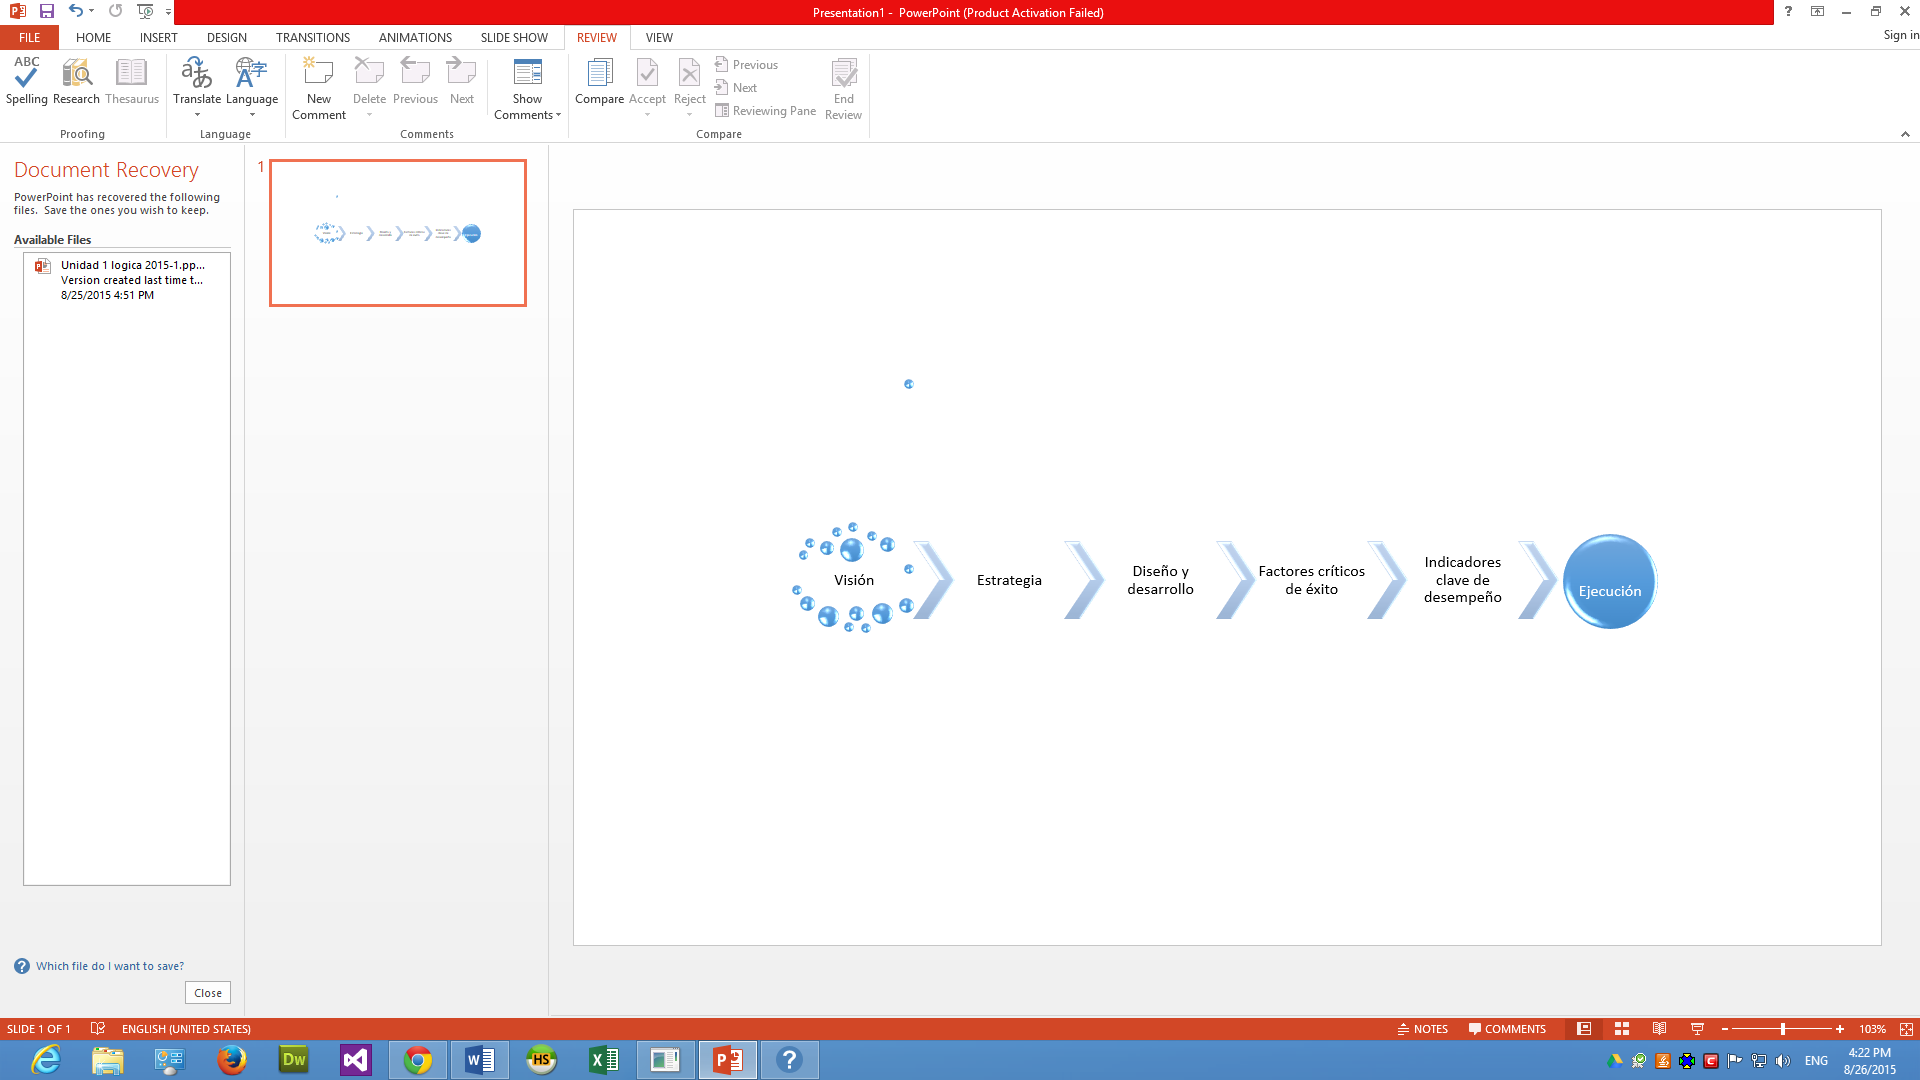 Presentation1 - PowerPoint (Product Activation Failed)
?
Sign in
FILE HOME INSERT DESIGN TRANSITIONS ANIMATIONS SLIDE SHOW REVIEW VIEW
ABC
Spelling Research Thesaurus
Proofing
Translate Language
Language
New
Comment
Delete Previous Next
Show
Comments
Comments
Compare Accept Reject
Previous
Next
Reviewing Pane
End
Review
Compare
Document Recovery
PowerPoint has recovered the following
files. Save the ones you wish to keep.
Available Files
Unidad 1 logica 2015-1.pp...
Version created last time t...
8/25/2015 4:51 PM
Which file do I want to save?
Close
1
Visión
Estrategia
Diseño y
desarrollo
Factores críticos
de éxito
Indicadores
clave de
desempeño
Ejecución
SLIDE 1 OF 1 ENGLISH (UNITED STATES) NOTES COMMENTS 103%
Dw HS ?
ENG
4:22 PM
8/26/2015